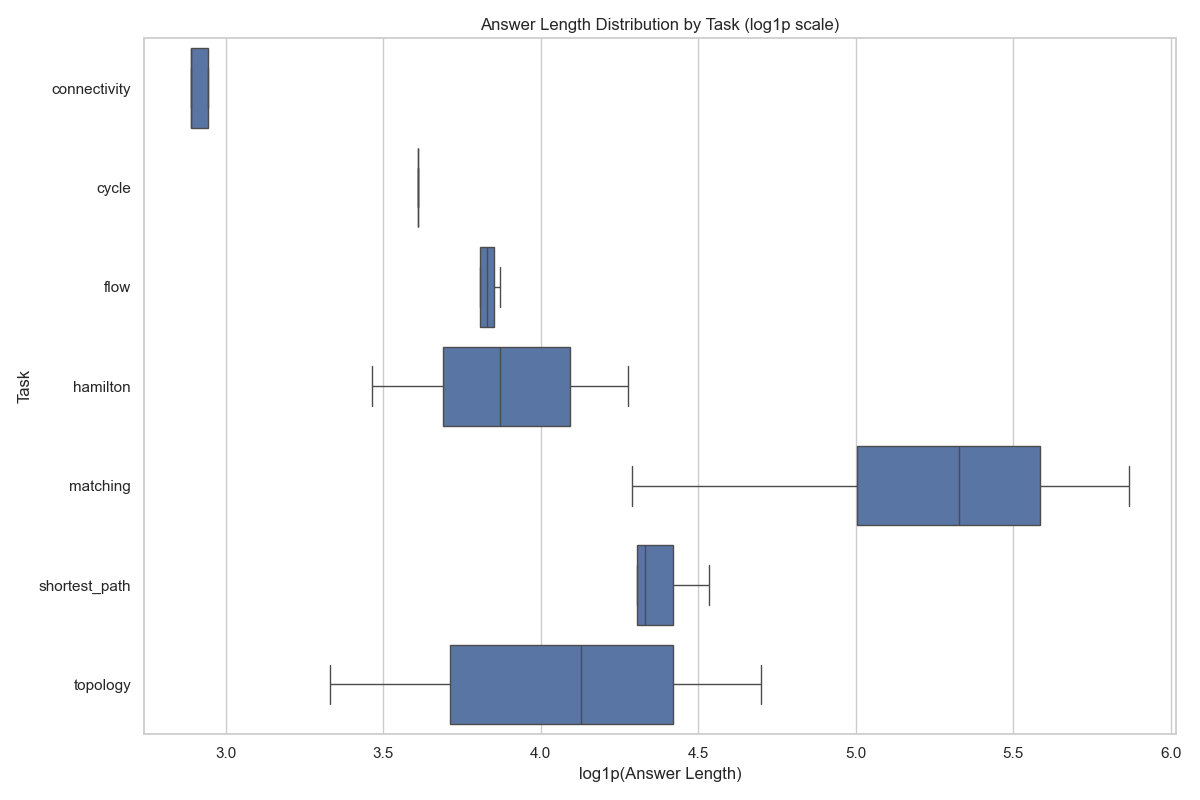 Answer Length Distribution by Task (log1p scale)
Task
connectivity
cycle
flow
hamilton
matching
shortest_path
topology
3.0 3.5 4.0 4.5 5.0 5.5 6.0
log1p(Answer Length)